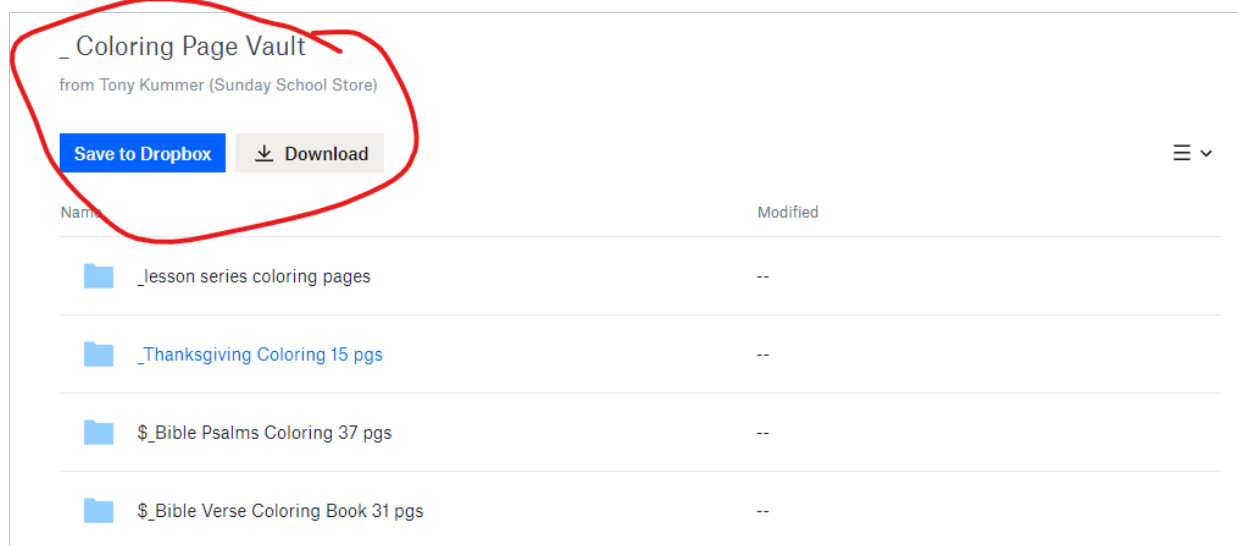 _ Coloring Page Vault
from Tony Kummer (Sunday School Store)
Save to Dropbox Download
Name Modified
_lesson series coloring pages --
_Thanksgiving Coloring 15 pgs --
$_Bible Psalms Coloring 37 pgs --
$_Bible Verse Coloring Book 31 pgs --